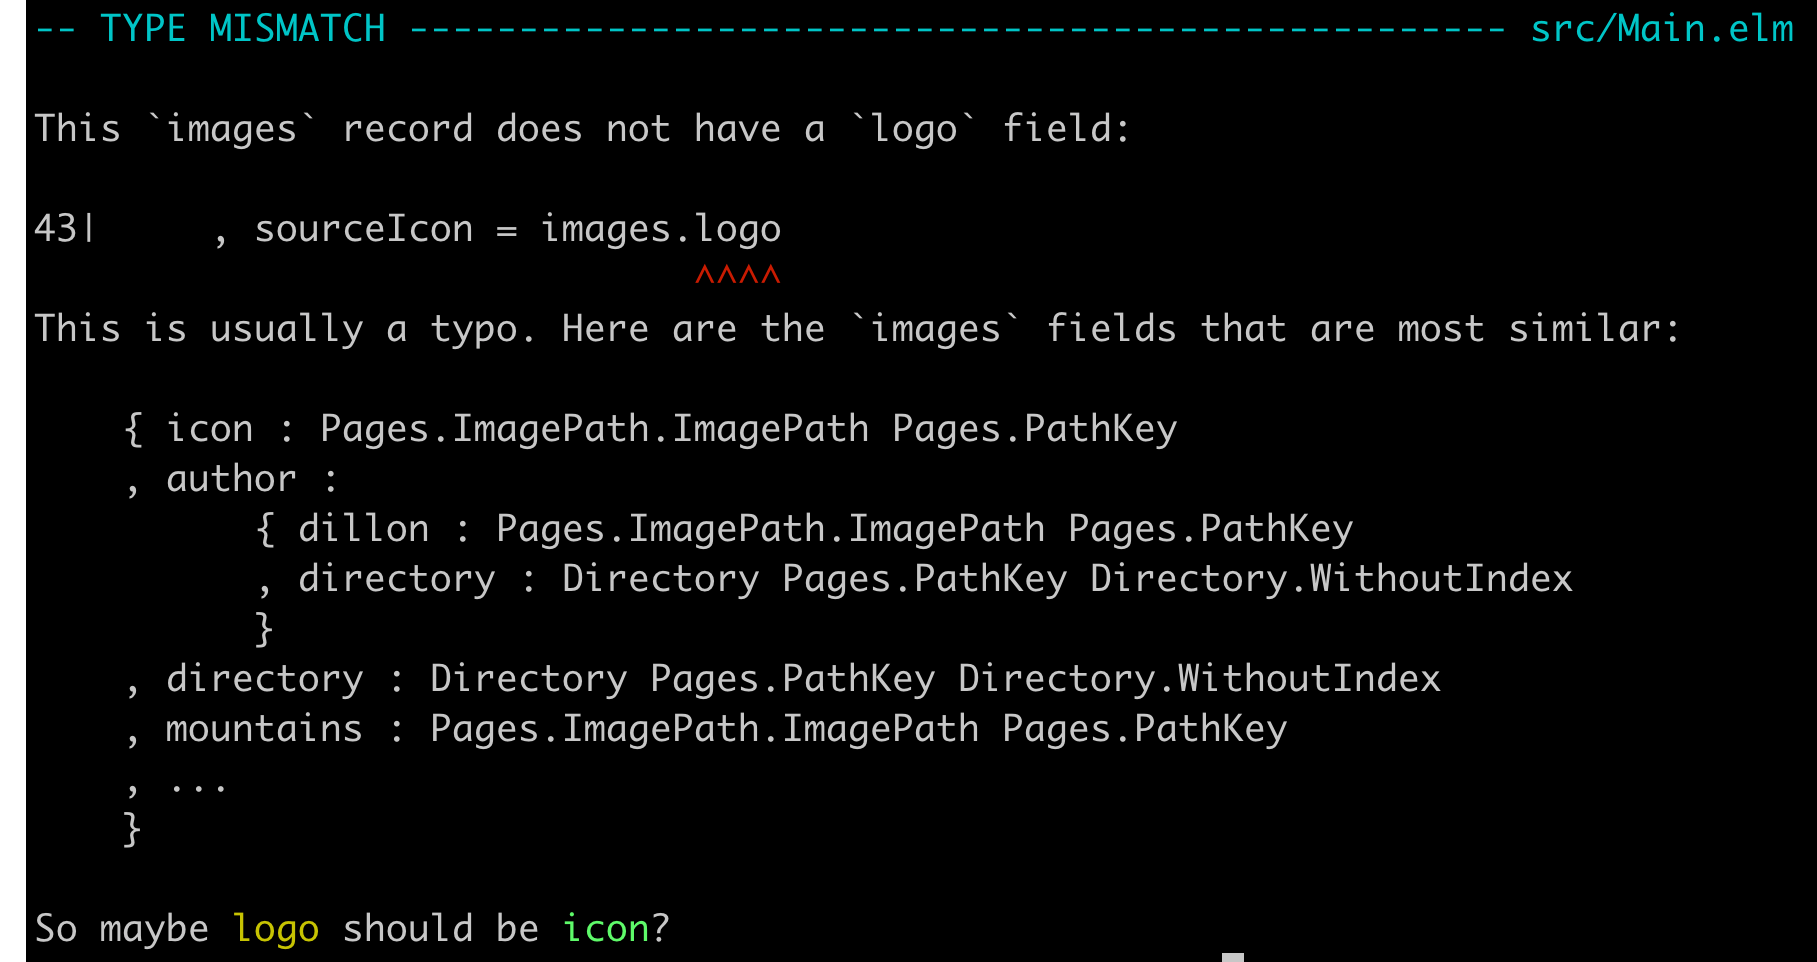 -- TYPE MISMATCH -------------------------------------------------- src/Main.elm
This `images` record does not have a `logo` field:
43|     , sourceIcon = images.logo
^^^^
This is usually a typo. Here are the `images` fields that are most similar:
{ icon : Pages.ImagePath.ImagePath Pages.PathKey
, author :
{ dillon : Pages.ImagePath.ImagePath Pages.PathKey
, directory : Directory Pages.PathKey Directory.WithoutIndex
}
, directory : Directory Pages.PathKey Directory.WithoutIndex
, mountains : Pages.ImagePath.ImagePath Pages.PathKey
, ...
}
So maybe logo should be icon?